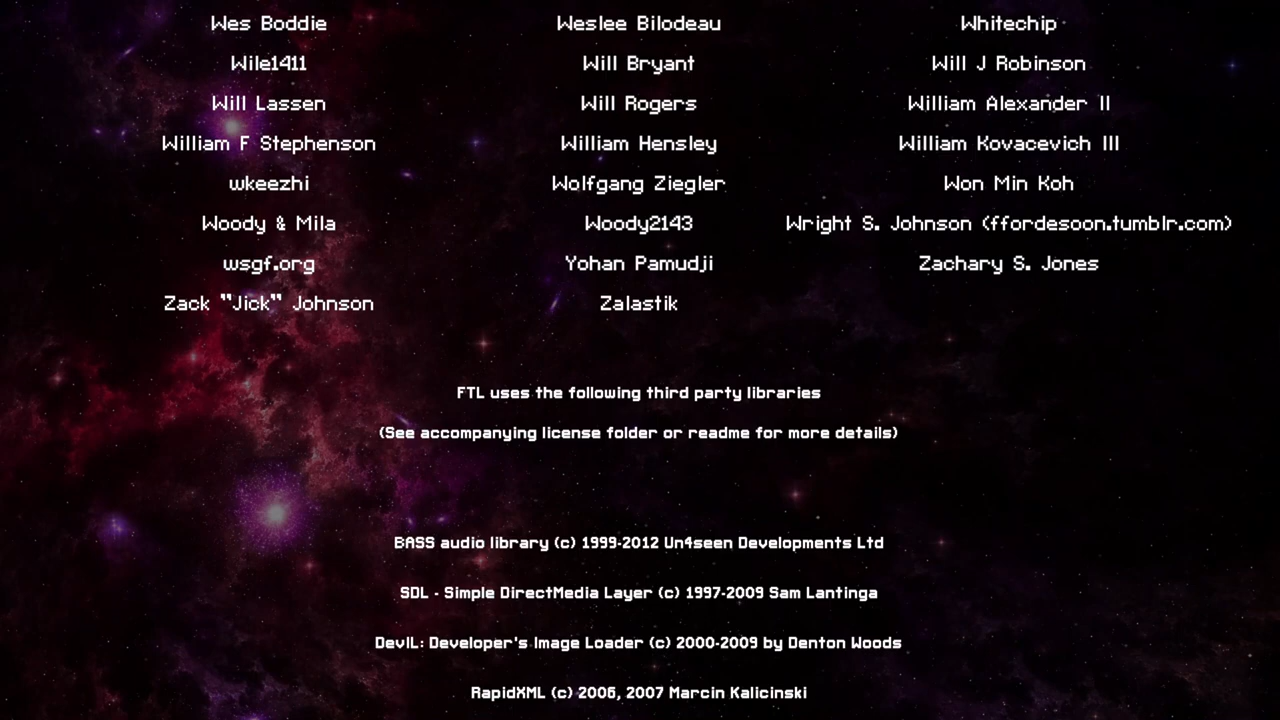 Wes Boddie Weslee Bilodeau Whitechip
Wile1411 Will Bryant Will J Robinson
Will Lassen Will Rogers William Alexander II
William F Stephenson William Hensley William Kovacevich III
wkeezhi Wolfgang Ziegler Won Min Koh
Woody & Mila Woody2143 Wright S. Johnson (ffordesoon.tumblr.com)
wsgf.org Yohan Pamudji Zachary S. Jones
Zack "Jick" Johnson Zalastik
FTL uses the following third party libraries
(See accompanying license folder or readme for more details)
BASS audio library (c) 1999-2012 Un4seen Developments Ltd
SDL - Simple DirectMedia Layer (c) 1997-2009 Sam Lantinga
DevIL: Developer's Image Loader (c) 2000-2009 by Denton Woods
RapidXML (c) 2006, 2007 Marcin Kalicinski